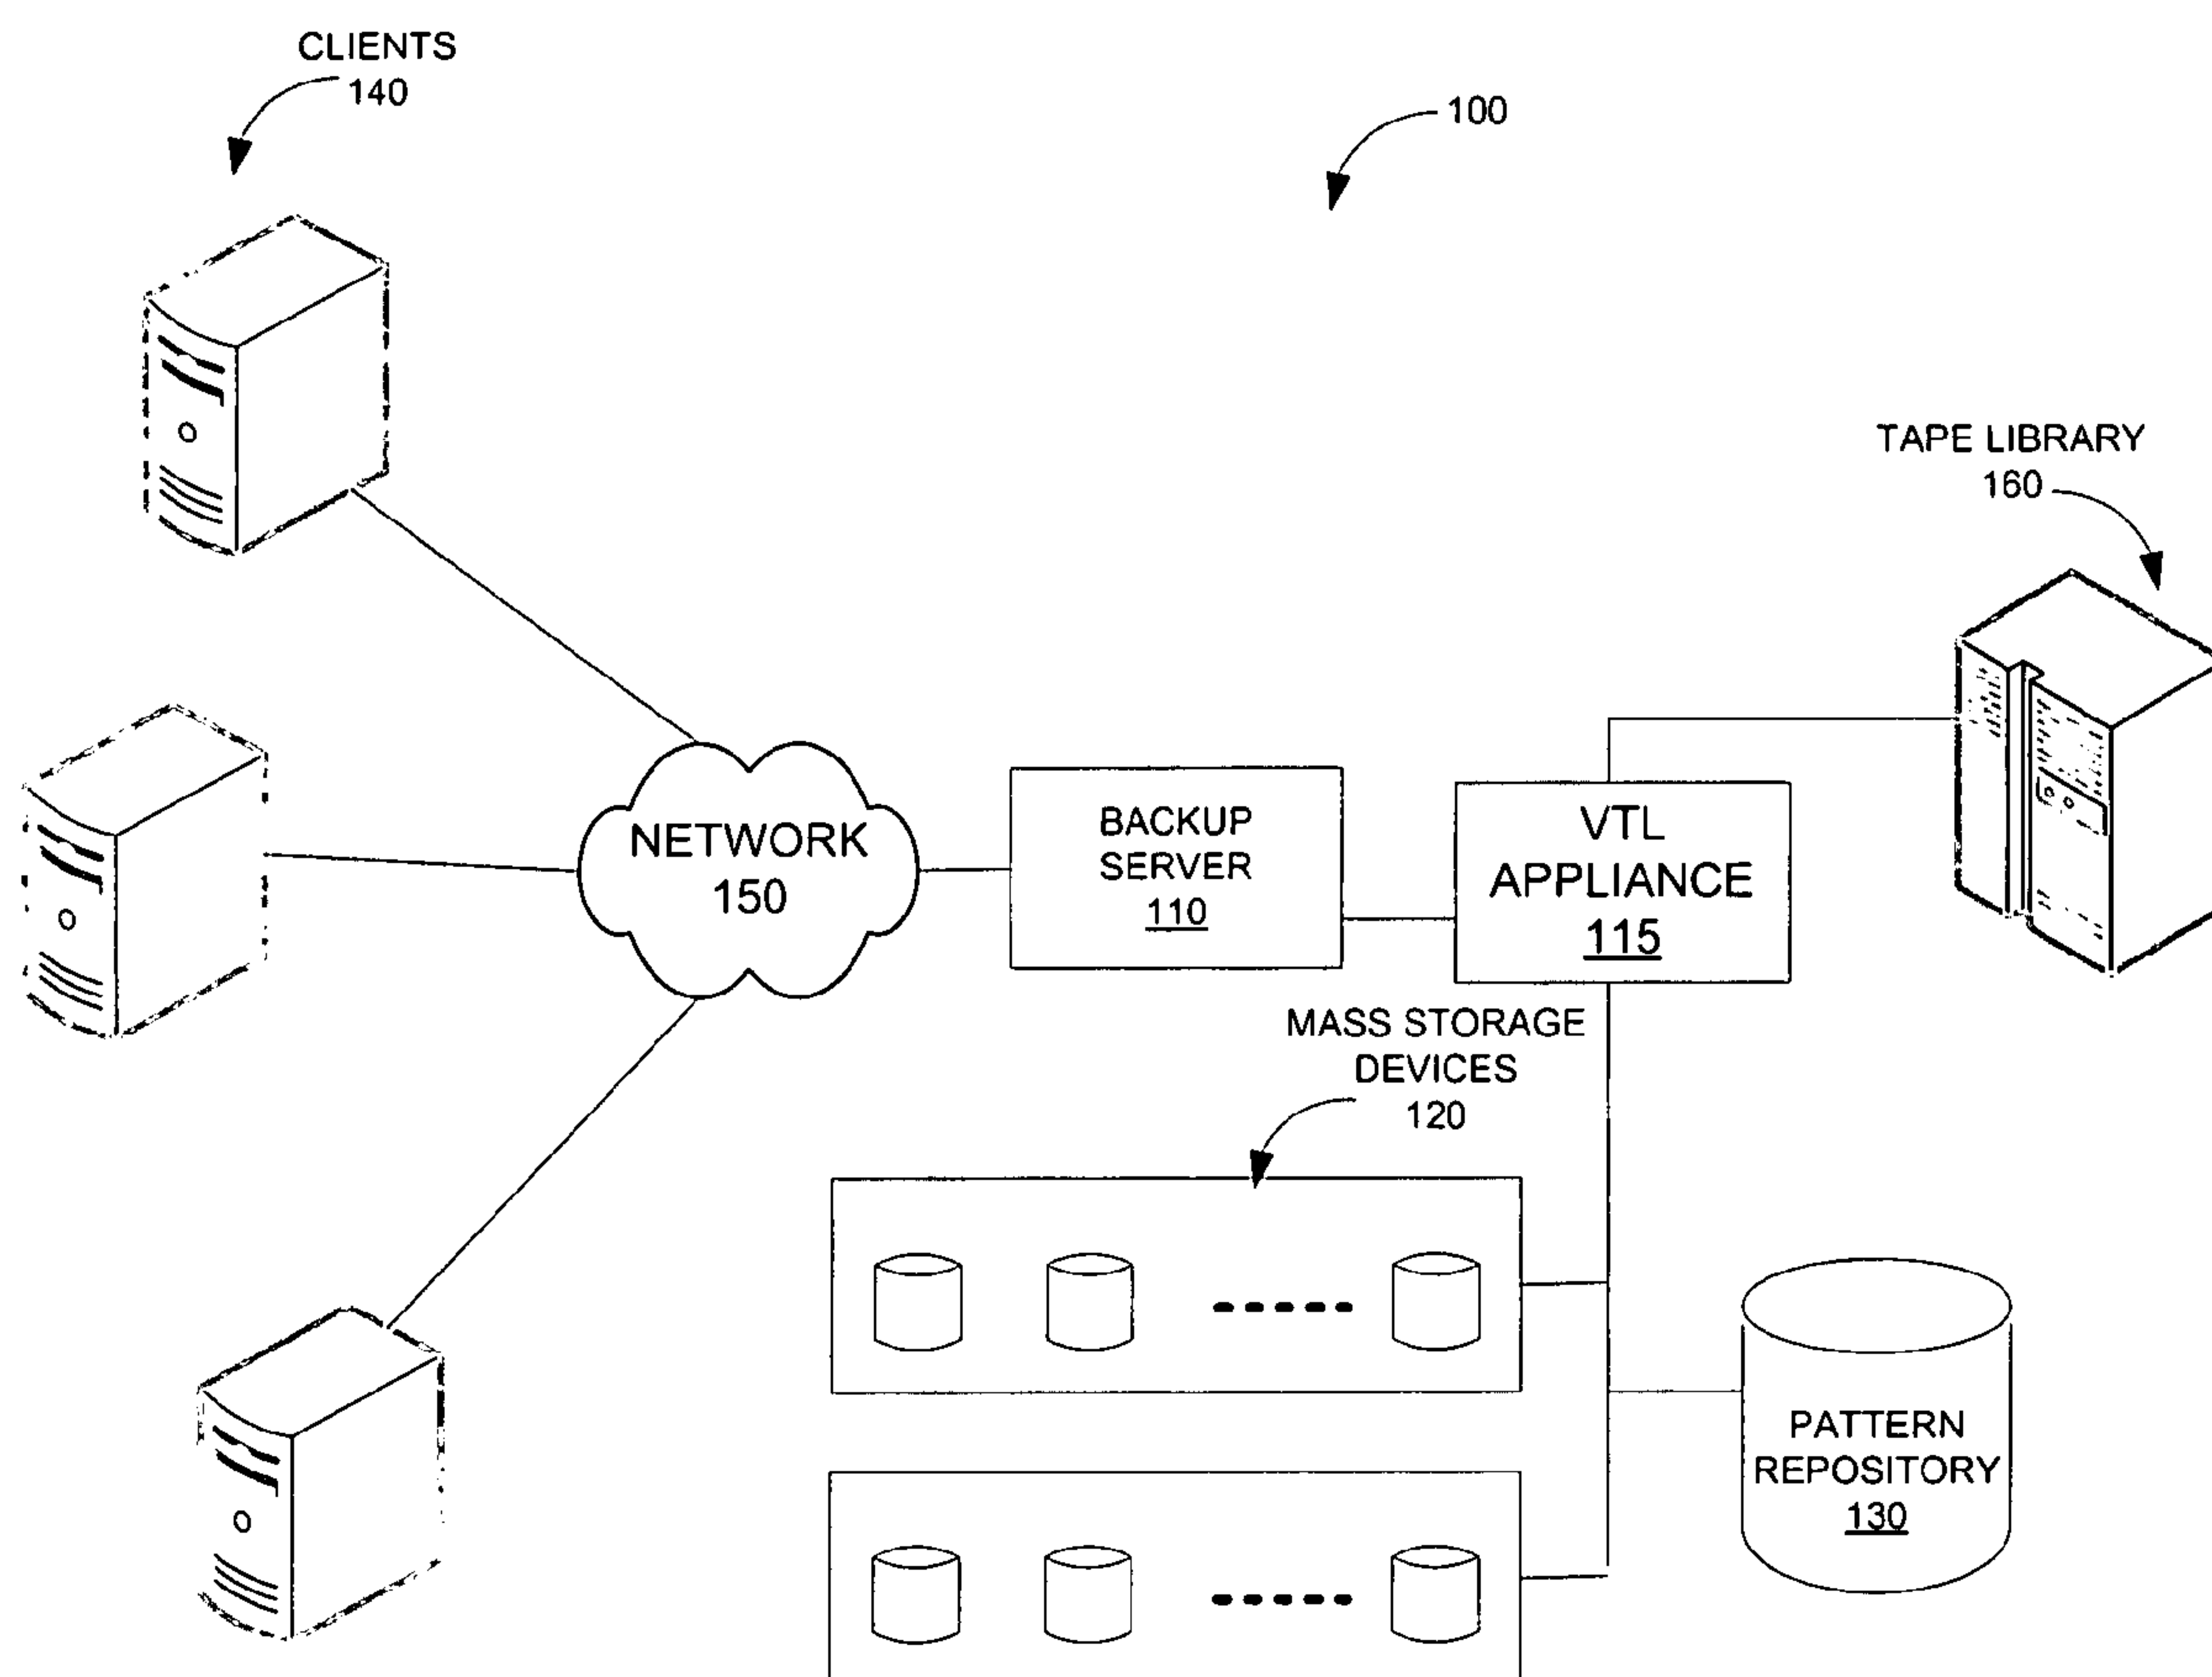 CLIENTS
140
100
TAPE LIBRARY
160
NETWORK
150
BACKUP
SERVER
110
VTL
APPLIANCE
115
MASS STORAGE
DEVICES
120
PATTERN
REPOSITORY
130